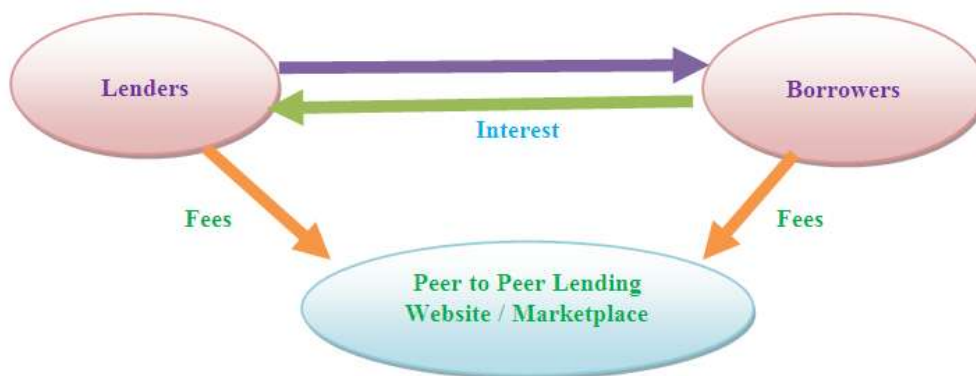 Lenders
Borrowers
Interest
Fees
Fees
Peer to Peer Lending
Website / Marketplace